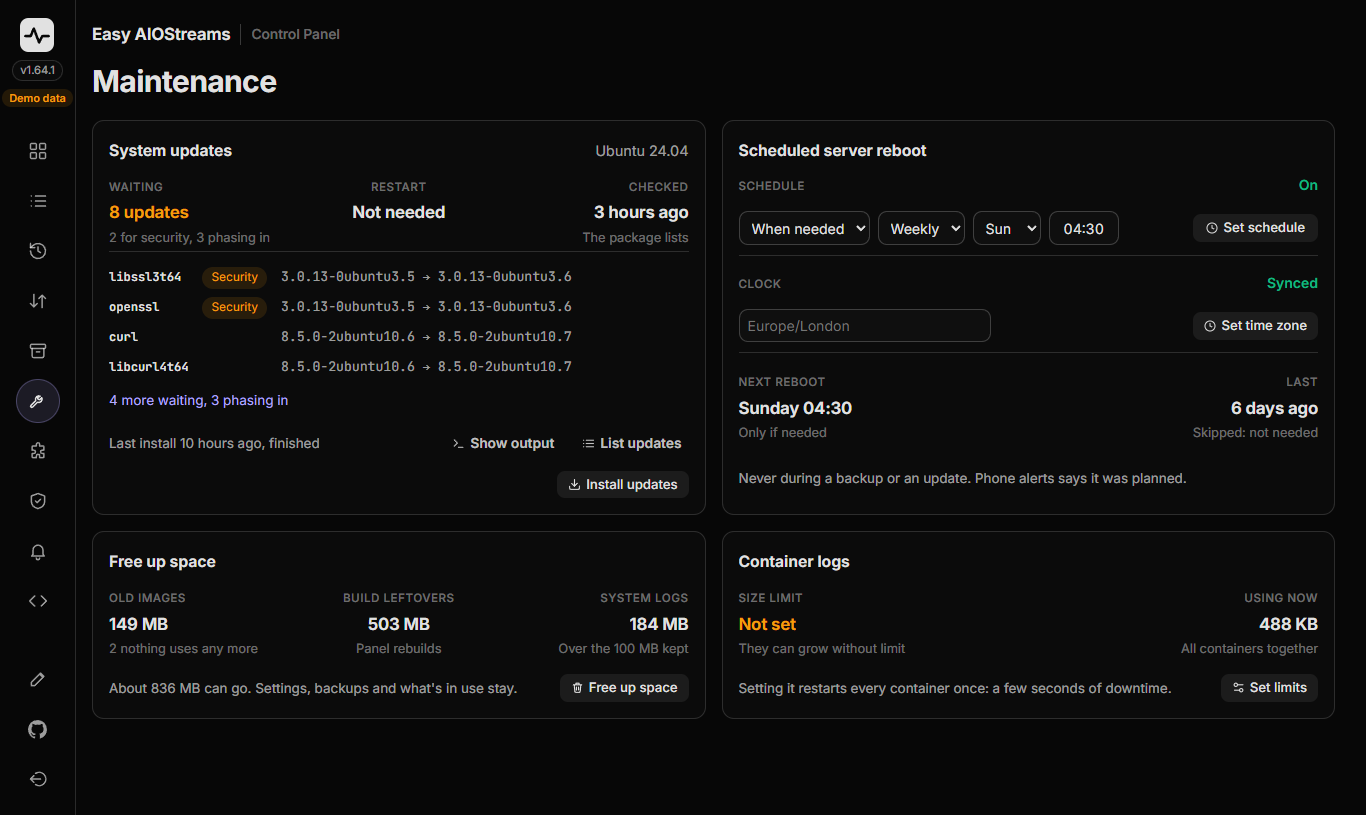 Easy AIOStreams Control Panel
v1.64.1
Demo data
Maintenance
System updates Ubuntu 24.04
WAITING RESTART CHECKED
8 updates Not needed 3 hours ago
2 for security, 3 phasing in The package lists
libssl3t64 Security 3.0.13-0ubuntu3.5 → 3.0.13-0ubuntu3.6
openssl Security 3.0.13-0ubuntu3.5 → 3.0.13-0ubuntu3.6
curl 8.5.0-2ubuntu10.6 → 8.5.0-2ubuntu10.7
libcurl4t64 8.5.0-2ubuntu10.6 → 8.5.0-2ubuntu10.7
4 more waiting, 3 phasing in
Last install 10 hours ago, finished Show output List updates
Install updates
Scheduled server reboot
SCHEDULE On
When needed Weekly Sun 04:30 Set schedule
CLOCK Synced
Europe/London Set time zone
NEXT REBOOT LAST
Sunday 04:30 6 days ago
Only if needed Skipped: not needed
Never during a backup or an update. Phone alerts says it was planned.
Free up space
OLD IMAGES BUILD LEFTOVERS SYSTEM LOGS
149 MB 503 MB 184 MB
2 nothing uses any more Panel rebuilds Over the 100 MB kept
About 836 MB can go. Settings, backups and what's in use stay. Free up space
Container logs
SIZE LIMIT USING NOW
Not set 488 KB
They can grow without limit All containers together
Setting it restarts every container once: a few seconds of downtime. Set limits